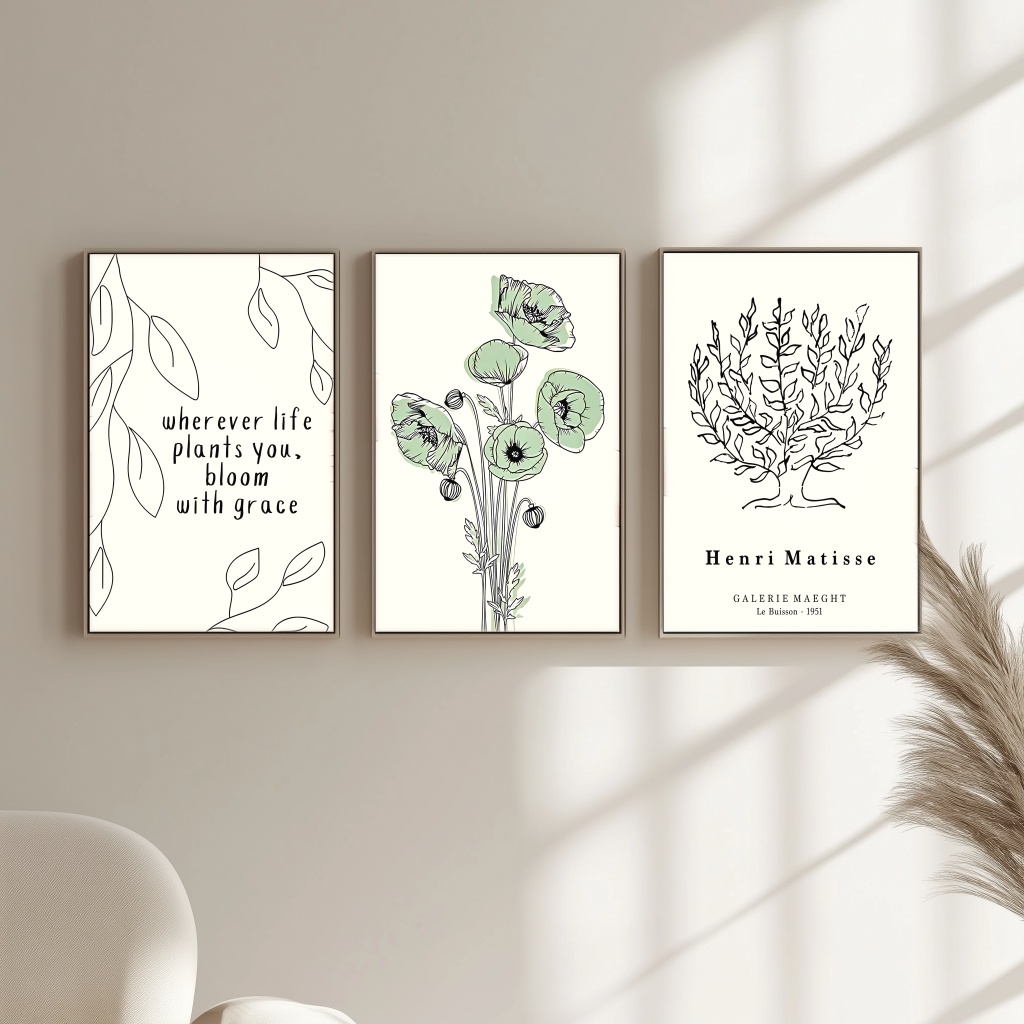 wherever life
plants you,
bloom
with grace
Henri Matisse
GALERIE MAEGHT
Le Buisson - 1951